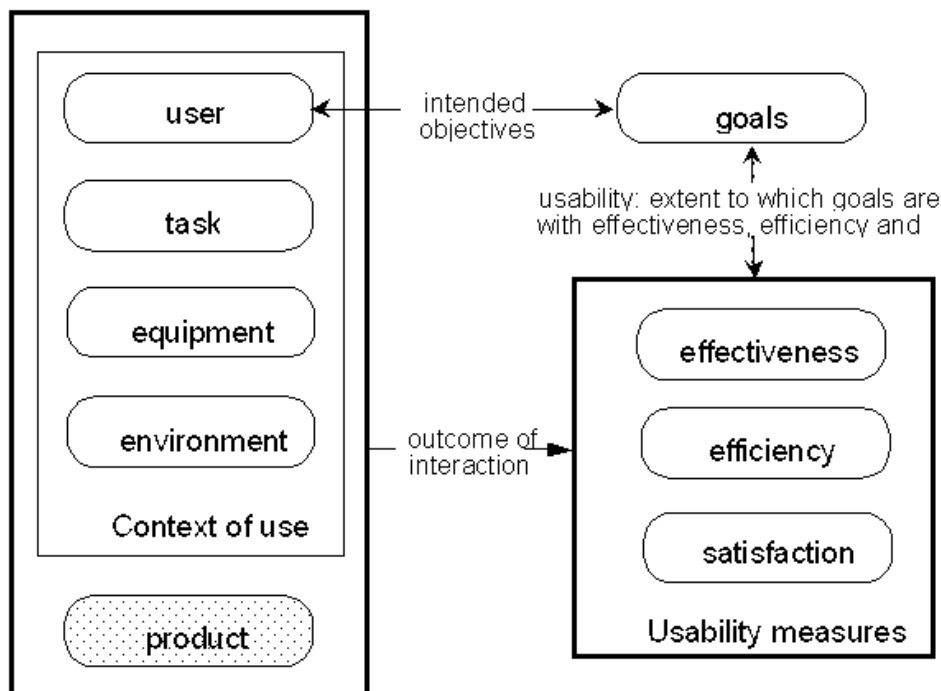 user
task
equipment
environment
Context of use
product
intended
objectives
goals
usability: extent to which goals are
with effectiveness, efficiency and
outcome of
interaction
effectiveness
efficiency
satisfaction
Usability measures